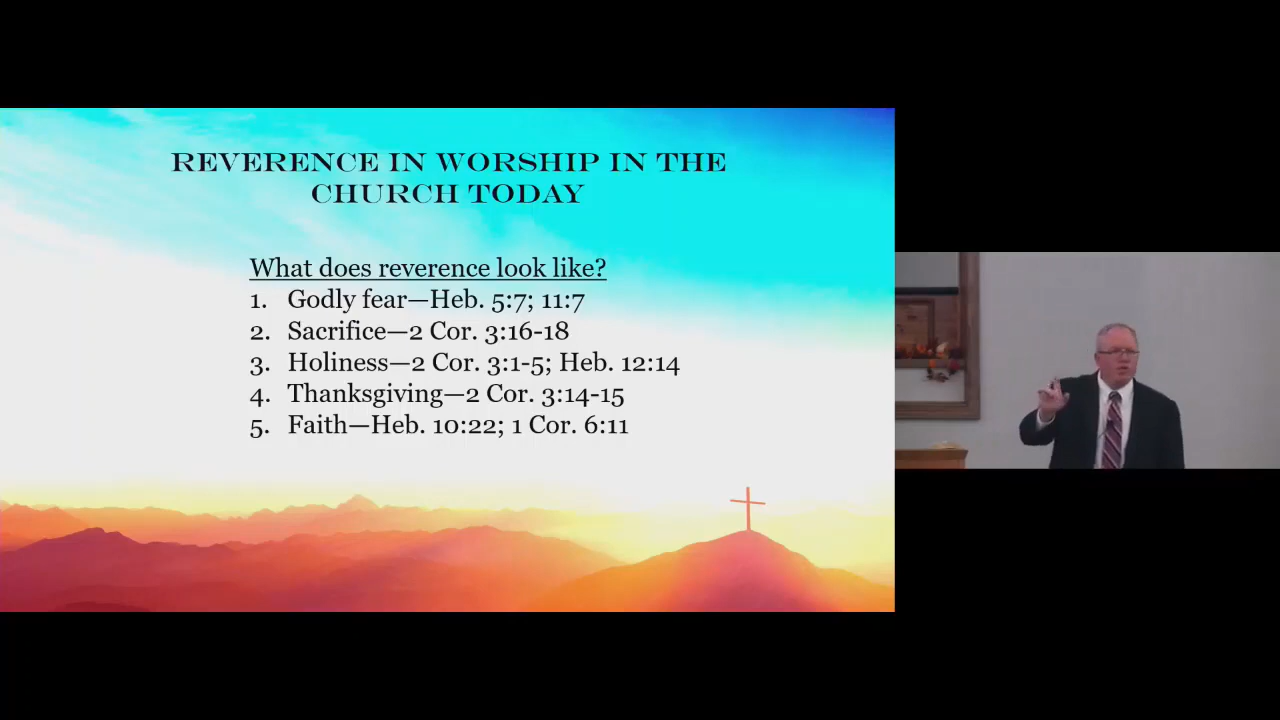 REVERENCE IN WORSHIP IN THE
CHURCH TODAY
What does reverence look like?
1. Godly fear—Heb. 5:7; 11:7
2. Sacrifice—2 Cor. 3:16-18
3. Holiness—2 Cor. 3:1-5; Heb. 12:14
4. Thanksgiving—2 Cor. 3:14-15
5. Faith—Heb. 10:22; 1 Cor. 6:11